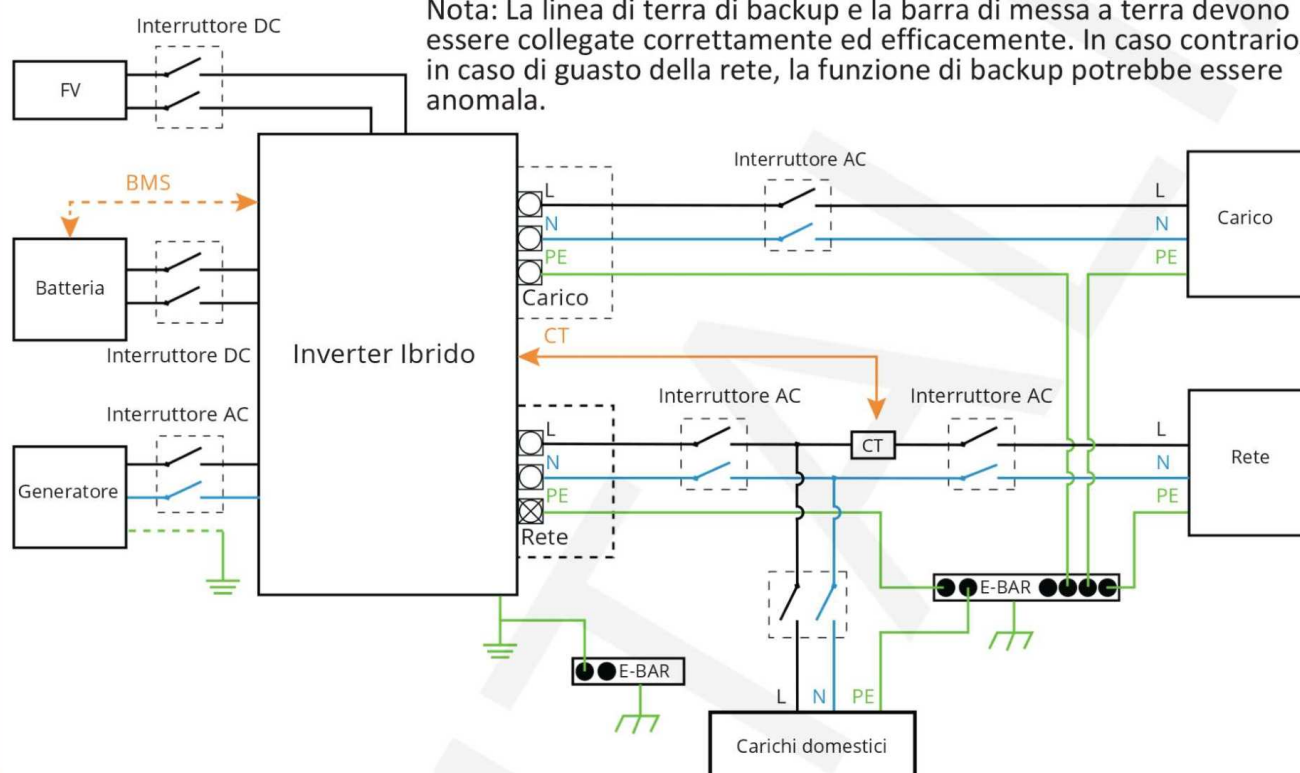 Nota: La linea di terra di backup e la barra di messa a terra devono
essere collegate correttamente ed efficacemente. In caso contrario
in caso di guasto della rete, la funzione di backup potrebbe essere
anomala.
Interruttore DC
FV
BMS
Batteria
Interruttore DC
Interruttore AC
Generatore
Inverter Ibrido
L
N
PE
Carico
Interruttore AC
L
N
PE
Carico
CT
Interruttore AC
Interruttore AC
L
N
PE
Rete
CT
L
N
PE
Rete
E-BAR
E-BAR
L
N
PE
Carichi domestici